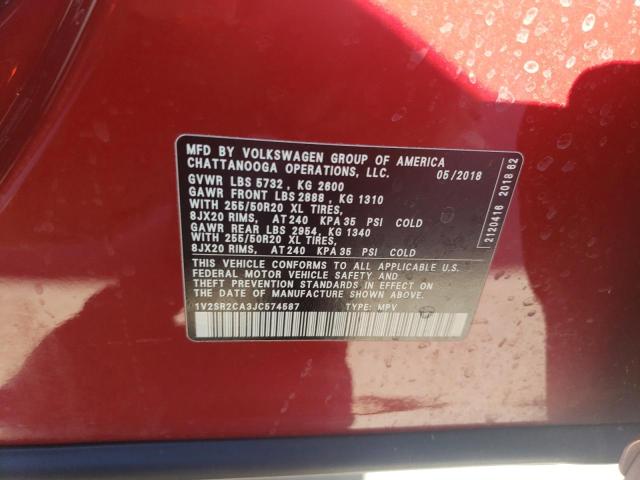 MFD BY VOLKSWAGEN GROUP OF AMERICA
CHATTANOOGA OPERATIONS, LLC. 05/2018
GVWR LBS 5732 , KG 2600
GAWR FRONT LBS 2888 , KG 1310
WITH 255/50R20 XL TIRES,
8JX20 RIMS, AT 240 KPA 35 PSI COLD
GAWR REAR LBS 2954, KG 1340
WITH 255/50R20 XL TIRES,
8JX20 RIMS, AT 240 KPA 35 PSI COLD
THIS VEHICLE CONFORMS TO ALL APPLICABLE U.S.
FEDERAL MOTOR VEHICLE SAFETY AND
THEFT PREVENTION STANDARDS IN EFFECT ON
THE DATE OF MANUFACTURE SHOWN ABOVE.
1V2SR2CA3JC574587 TYPE: MPV
2120416 2018 62